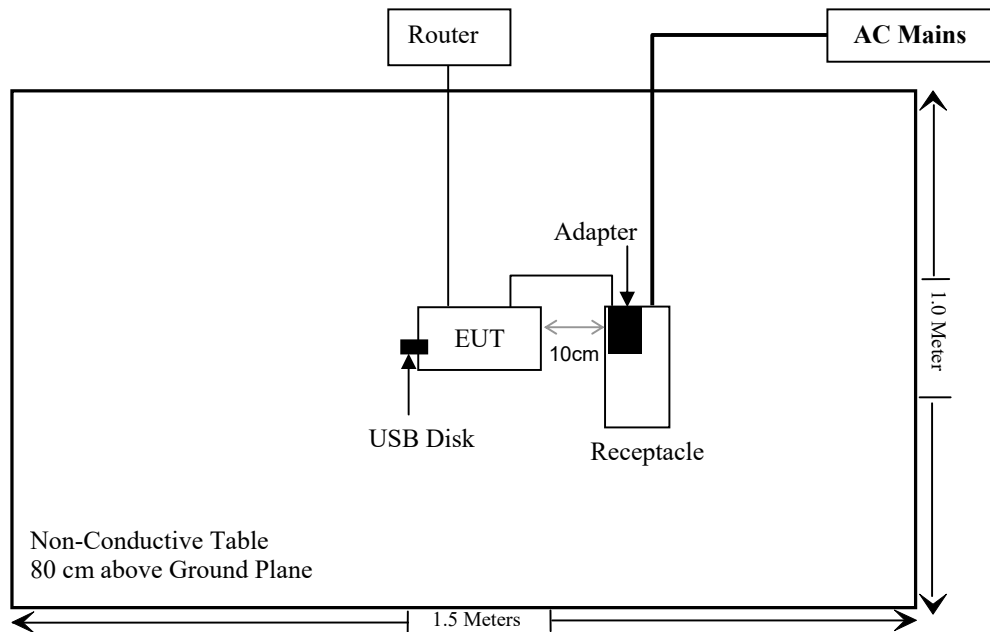 Router
AC Mains
Adapter
EUT
10cm
1.0 Meter
USB Disk
Receptacle
Non-Conductive Table
80 cm above Ground Plane
1.5 Meters